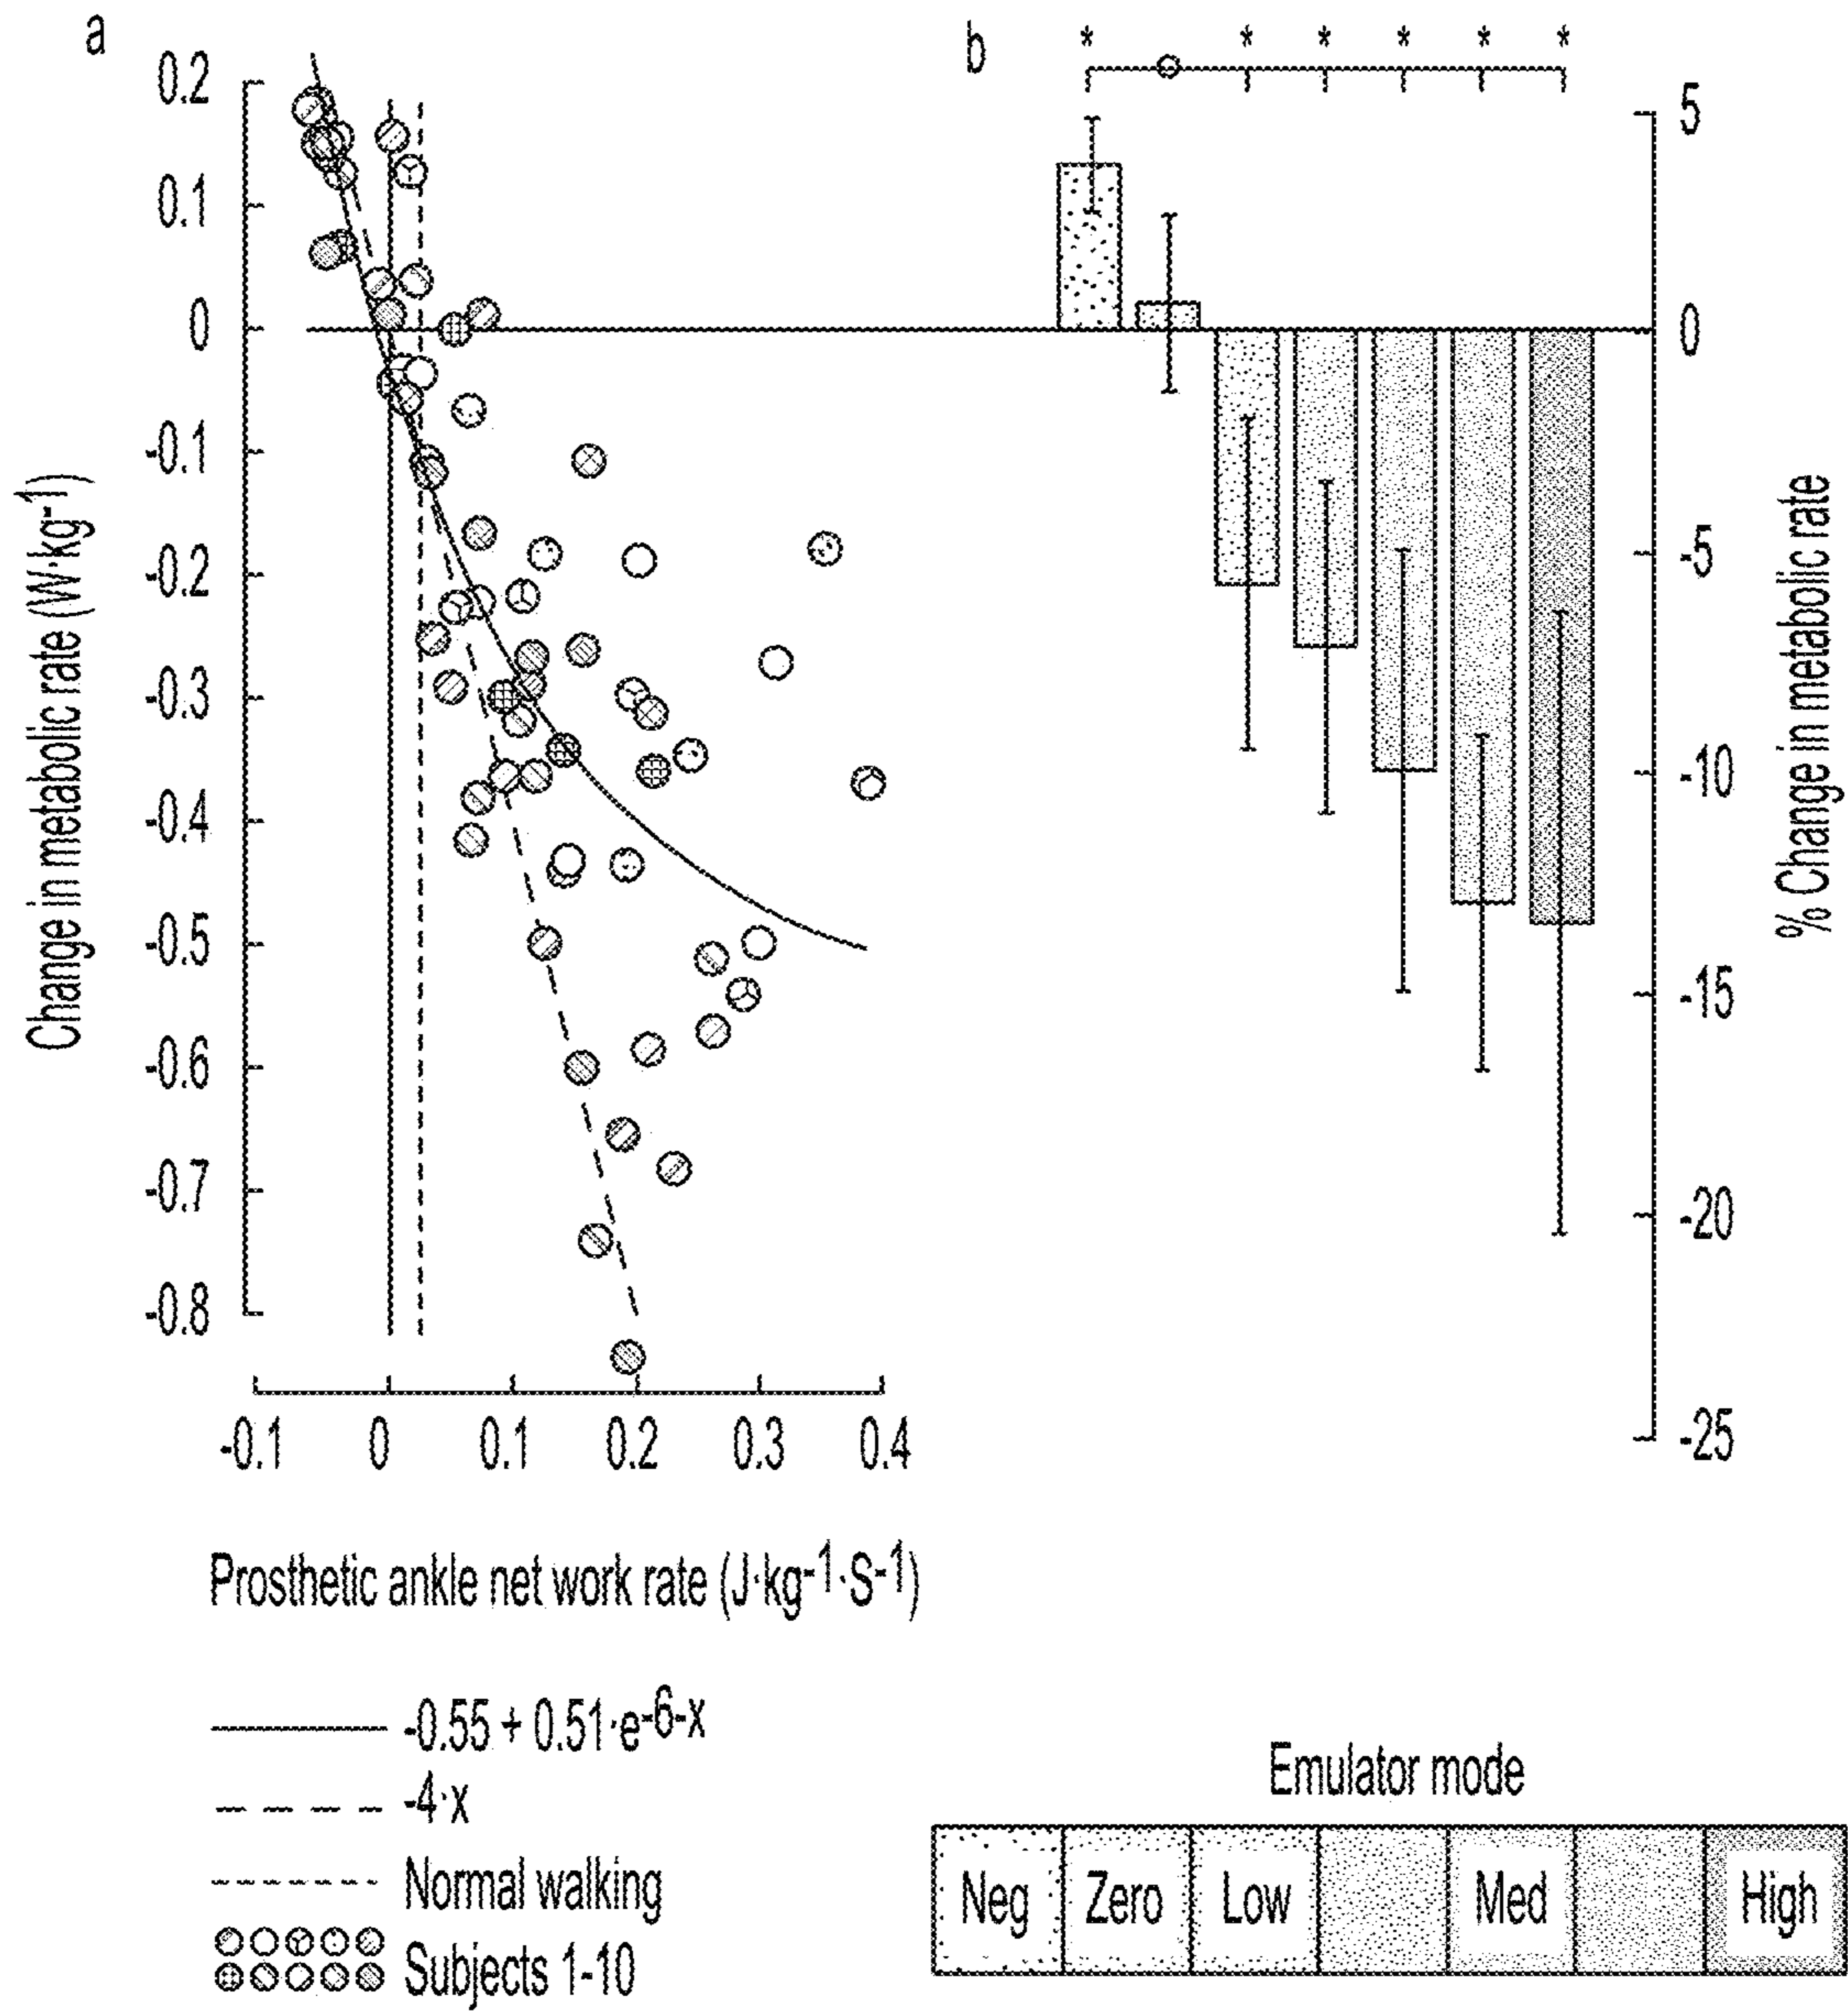 a
0.2
0.1
0
-0.1
-0.2
-0.3
-0.4
-0.5
-0.6
-0.7
-0.8
Change in metabolic rate (W·kg-1)
-0.1 0 0.1 0.2 0.3 0.4
Prosthetic ankle net work rate (J·kg-1·S-1)
-0.55 + 0.51·e-6-x
-4·x
Normal walking
Subjects 1-10
b
* * * * * *
5
0
-5
-10
-15
-20
-25
% Change in metabolic rate
Emulator mode
Neg Zero Low Med High